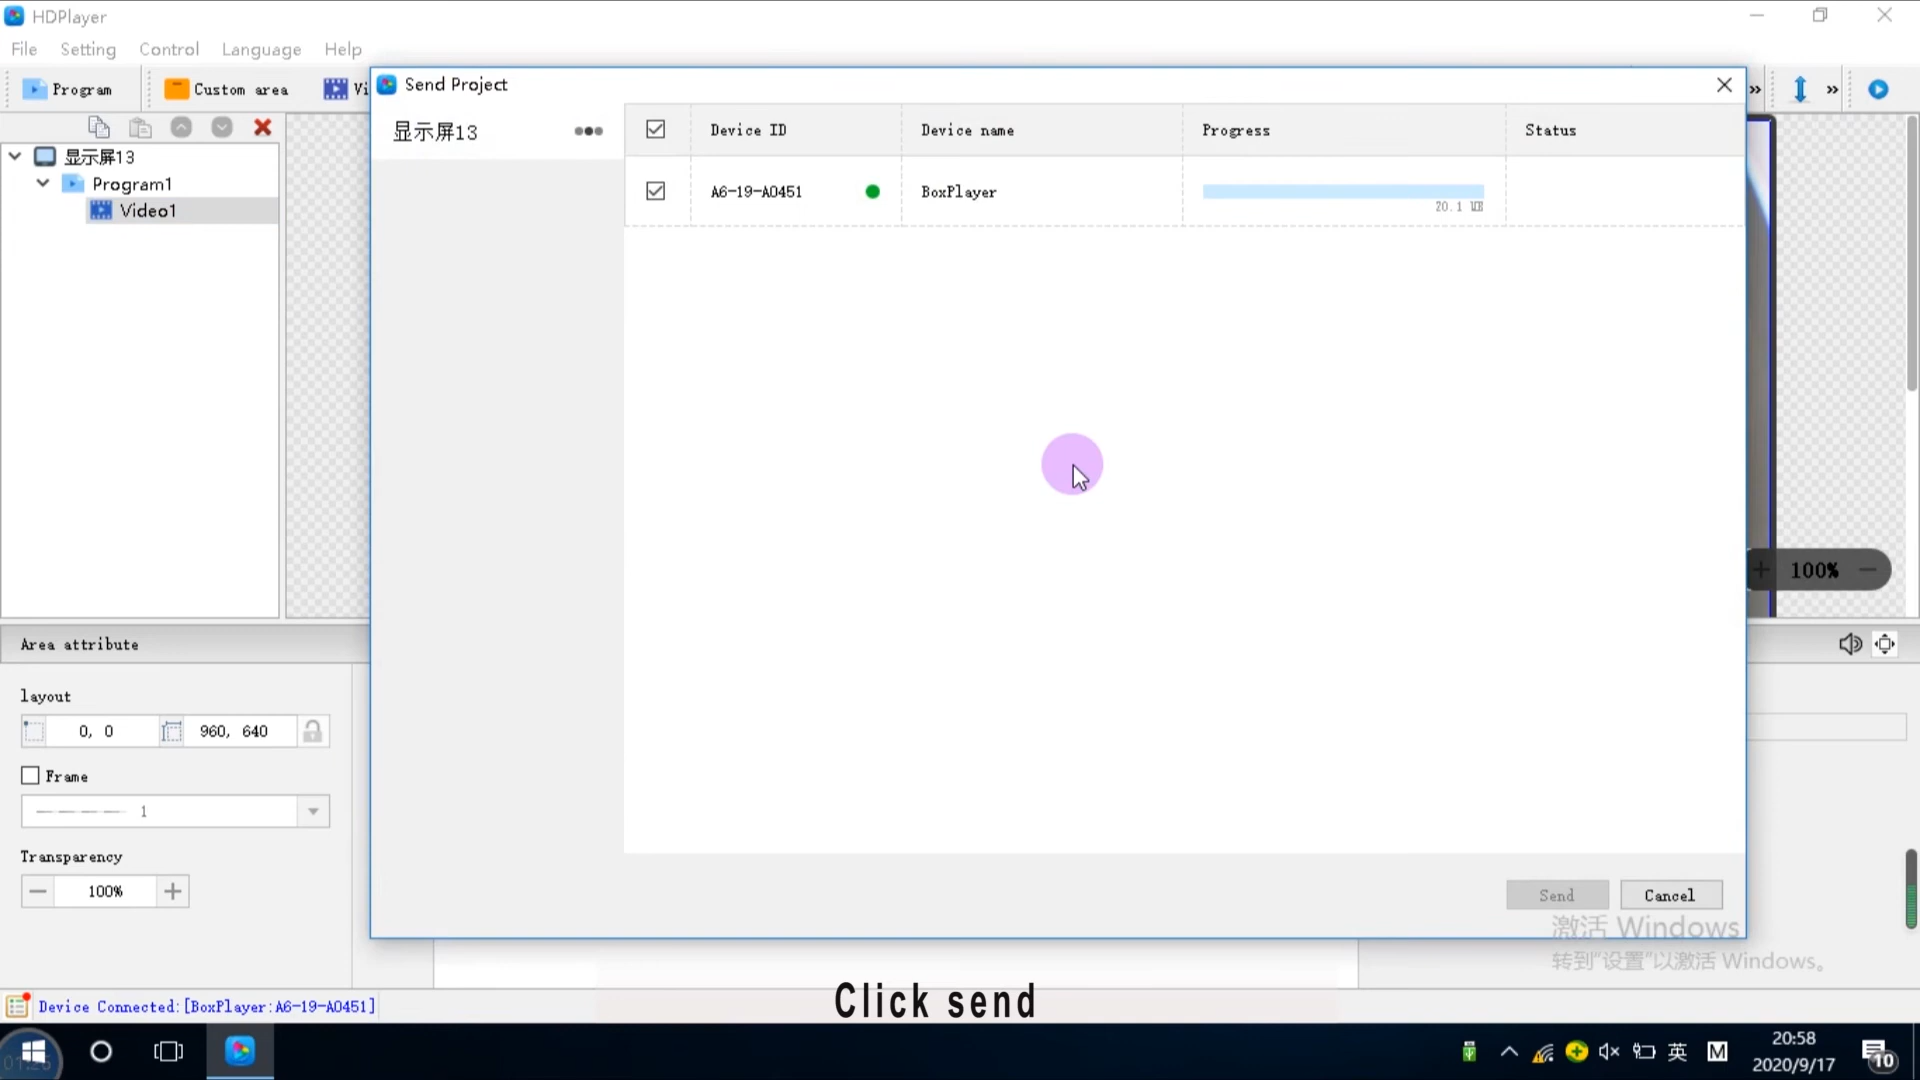 HDPlayer
File Setting Control Language Help
Program Custom area Vi
Send Project
显示屏13
Program1
Video1
显示屏13
Device ID Device name Progress Status
A6-19-A0451 BoxPlayer
20.1 MB
100%
Area attribute
layout
0, 0 960, 640
Frame
1
Transparency
100%
Send Cancel
激活 Windows
转到"设置"以激活 Windows。
Device Connected:[BoxPlayer:A6-19-A0451]
Click send
英 M
20:58
2020/9/17
10